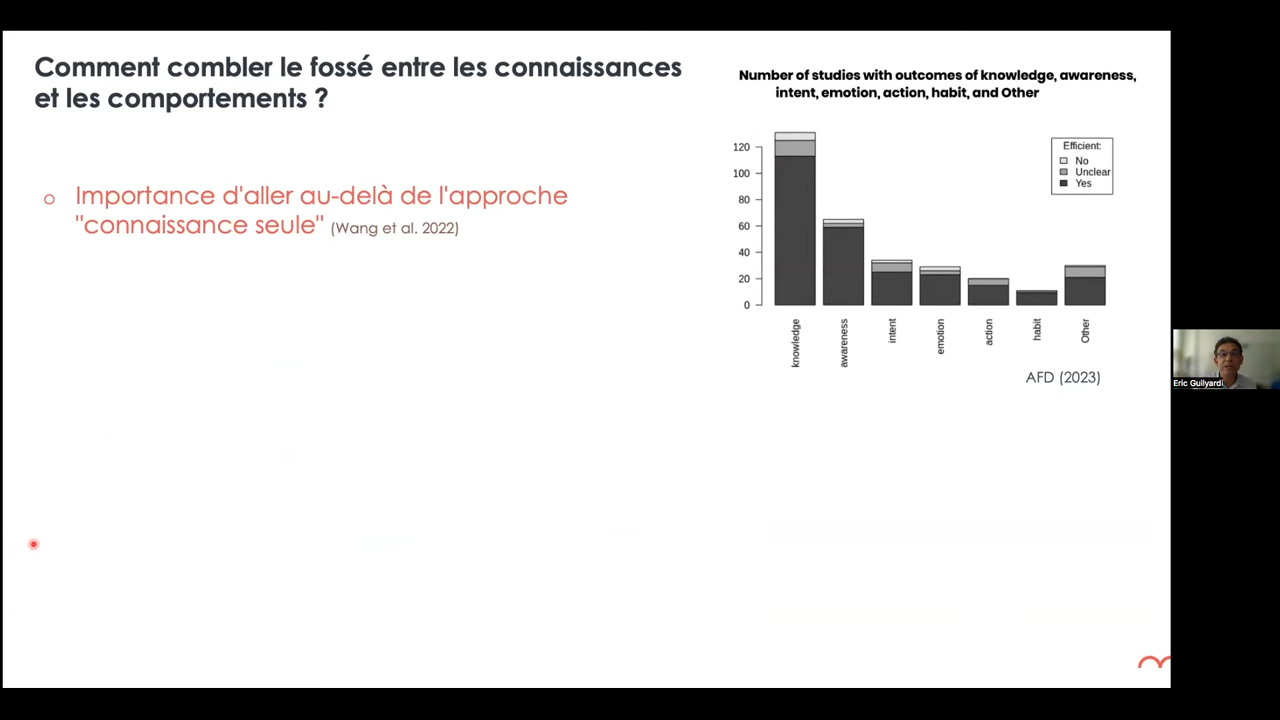 Comment combler le fossé entre les connaissances
et les comportements ?
o Importance d'aller au-delà de l'approche
"connaissance seule" (Wang et al. 2022)
Number of studies with outcomes of knowledge, awareness,
intent, emotion, action, habit, and Other
120
100
80
60
40
20
0
Efficient:
No
Unclear
Yes
knowledge
awareness
intent
emotion
action
habit
Other
AFD (2023)
Eric Guilyardi